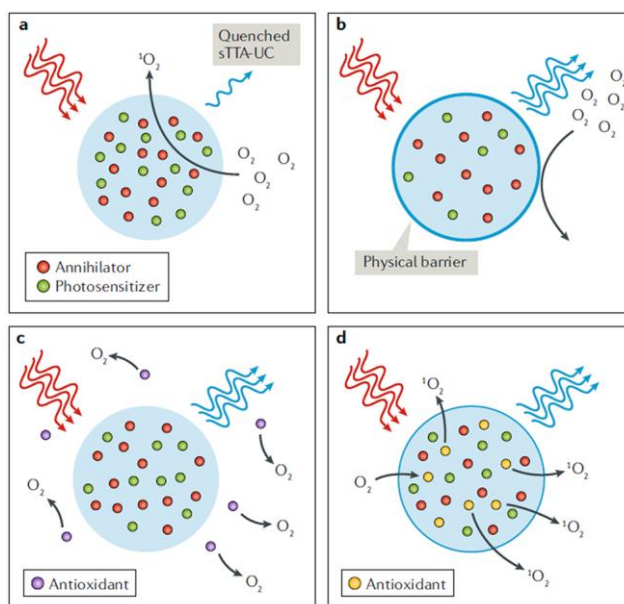 a
Quenched
sTTA-UC
¹O₂
O₂
O₂
O₂
O₂
Annihilator
Photosensitizer
b
O₂
O₂
O₂
O₂
O₂
Physical barrier
c
O₂
O₂
O₂
O₂
O₂
Antioxidant
d
¹O₂
O₂
¹O₂
¹O₂
¹O₂
Antioxidant